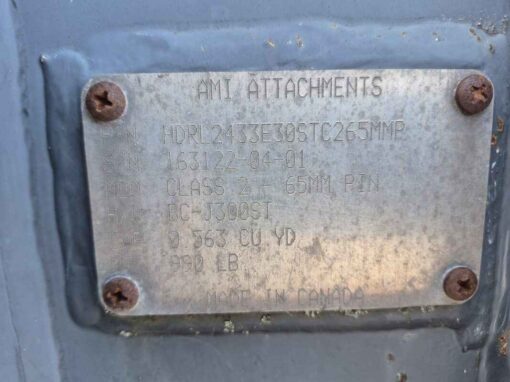 AMI ATTACHMENTS
HDRL2433E30STC265MMP
S/N 163122-04-01
CLASS 2 - 65MM PIN
BC-J300ST
0.563 CU YD
990 LB
MADE IN CANADA